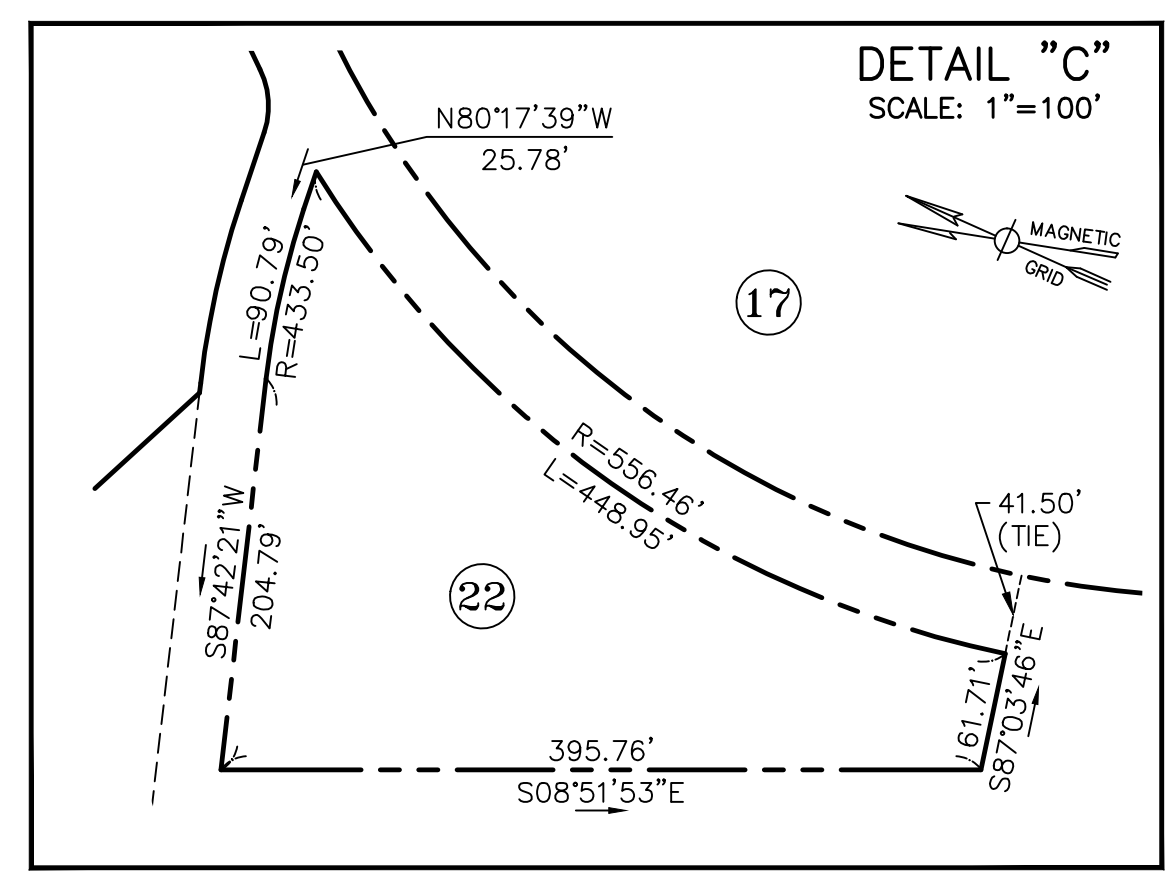 DETAIL "C"
SCALE: 1"=100'
N80°17'39"W
25.78'
MAGNETIC
GRID
17
L=90.79'
R=433.50'
R=556.46'
L=448.95'
41.50'
(TIE)
S87°42'21"W
204.79'
22
61.71'
S87°03'46"E
395.76'
S08°51'53"E